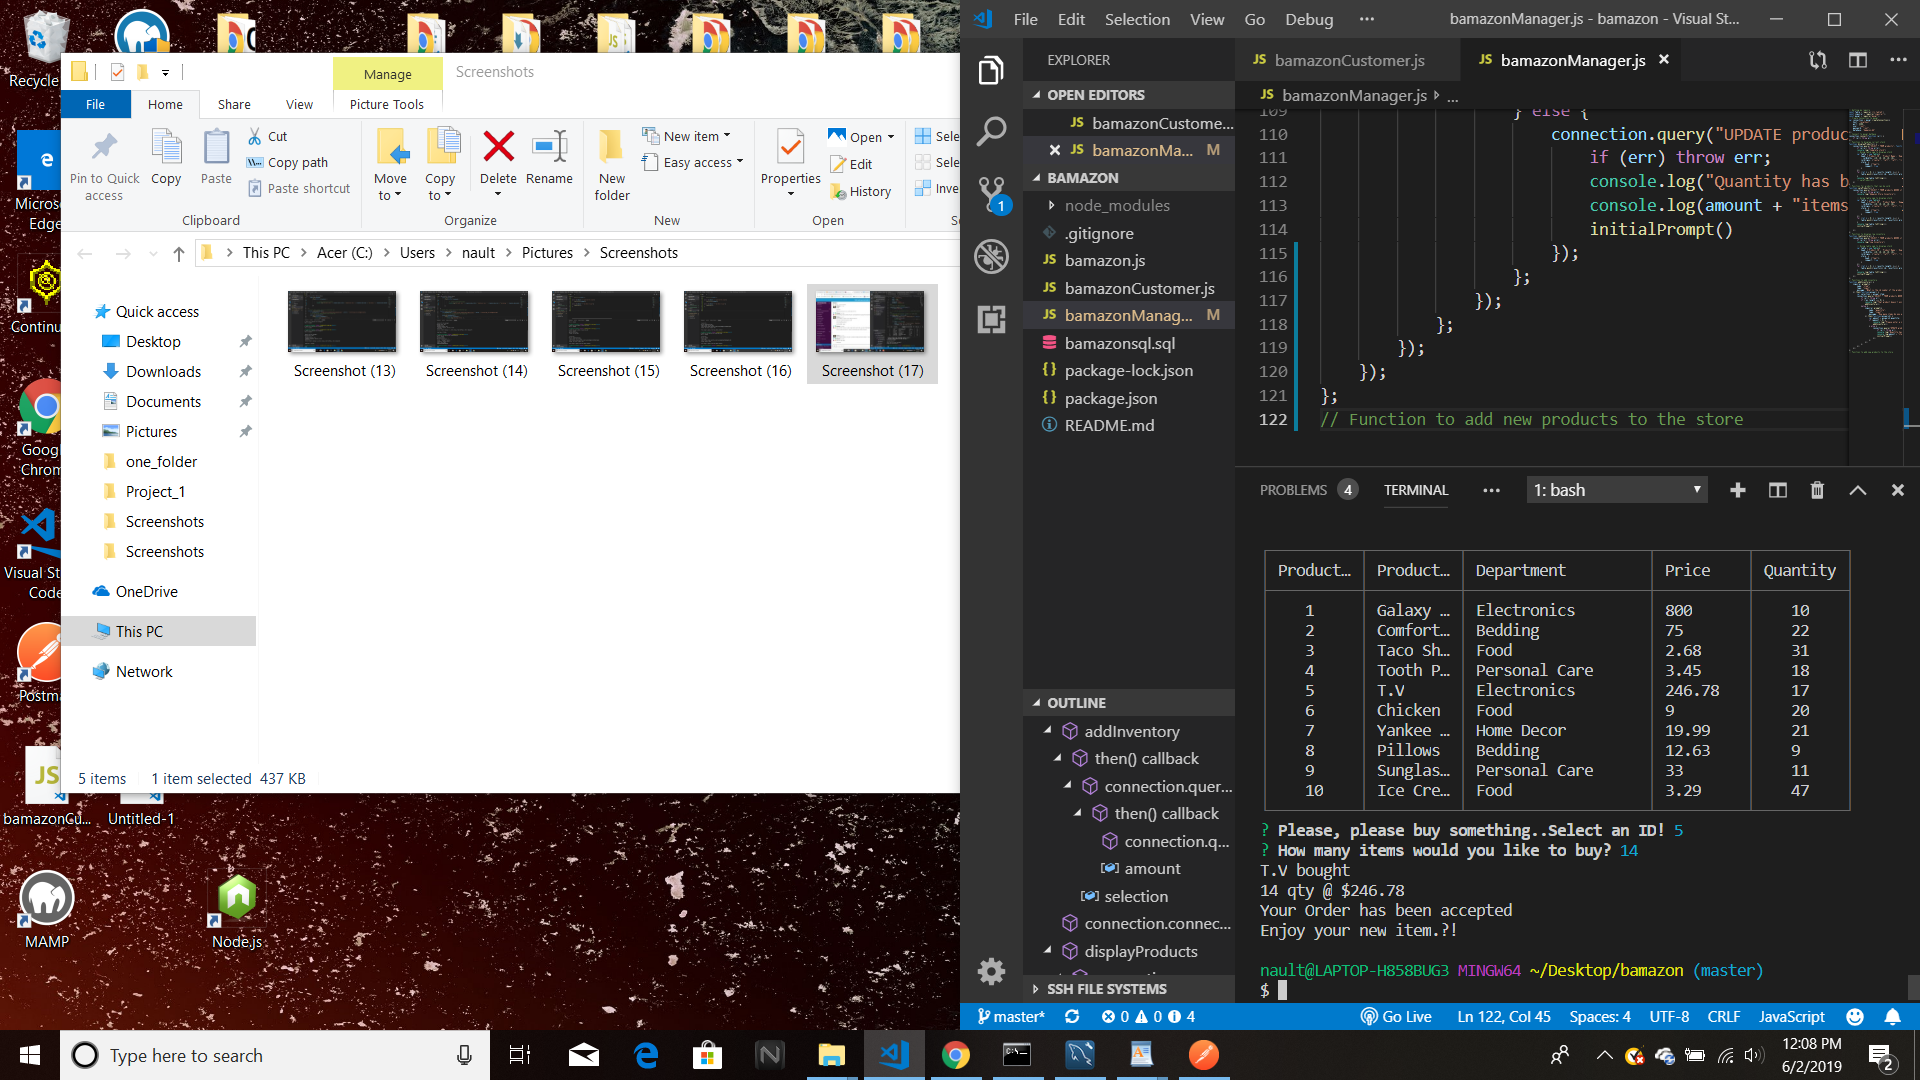 Recycle
Micros
Edge
Continu
Goog
Chrom
Visual St
Code
Postma
bamazonCu...
Untitled-1
MAMP
Node.js
Manage
Screenshots
File
Home
Share
View
Picture Tools
Pin to Quick
access
Copy
Paste
Cut
Copy path
Paste shortcut
Clipboard
Move
to
Copy
to
Delete
Rename
Organize
New
folder
New item
Easy access
New
Properties
Open
Edit
History
Open
Sele
Sele
Inve
Se
This PC > Acer (C:) > Users > nault > Pictures > Screenshots
Quick access
Desktop
Downloads
Documents
Pictures
one_folder
Project_1
Screenshots
Screenshots
OneDrive
This PC
Network
Screenshot (13)
Screenshot (14)
Screenshot (15)
Screenshot (16)
Screenshot (17)
5 items
1 item selected 437 KB
File Edit Selection View Go Debug ···
bamazonManager.js - bamazon - Visual St...
EXPLORER
OPEN EDITORS
JS bamazonCustome...
JS bamazonMa... M
BAMAZON
node_modules
.gitignore
JS bamazon.js
JS bamazonCustomer.js
JS bamazonManag... M
bamazonsql.sql
{} package-lock.json
{} package.json
README.md
1
OUTLINE
addInventory
then() callback
connection.quer...
then() callback
connection.q...
amount
selection
connection.connec...
displayProducts
SSH FILE SYSTEMS
JS bamazonCustomer.js
JS bamazonManager.js
JS bamazonManager.js ...
109 } else {
110 connection.query("UPDATE produc
111 if (err) throw err;
112 console.log("Quantity has b
113 console.log(amount + "items
114 initialPrompt()
115 });
116 };
117 });
118 };
119 });
120 });
121 };
122 // Function to add new products to the store
PROBLEMS 4 TERMINAL ··· 1: bash
Product… Product… Department Price Quantity
1 Galaxy … Electronics 800 10
2 Comfort… Bedding 75 22
3 Taco Sh… Food 2.68 31
4 Tooth P… Personal Care 3.45 18
5 T.V Electronics 246.78 17
6 Chicken Food 9 20
7 Yankee … Home Decor 19.99 21
8 Pillows Bedding 12.63 9
9 Sunglas… Personal Care 33 11
10 Ice Cre… Food 3.29 47
? Please, please buy something..Select an ID! 5
? How many items would you like to buy? 14
T.V bought
14 qty @ $246.78
Your Order has been accepted
Enjoy your new item.?!
nault@LAPTOP-H858BUG3 MINGW64 ~/Desktop/bamazon (master)
$
master* 0 0 4
Go Live Ln 122, Col 45 Spaces: 4 UTF-8 CRLF JavaScript
Type here to search
12:08 PM
6/2/2019
2